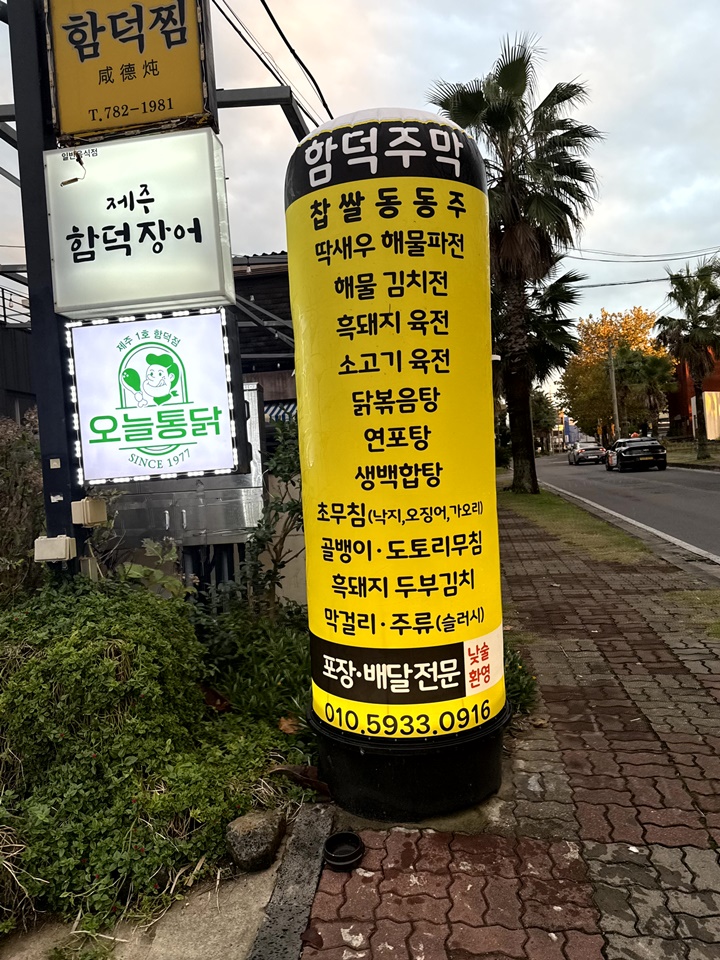 함덕찜
咸德炖
T.782-1981
일반음식점
제주
함덕장어
제주 1호 함덕점
오늘통닭
SINCE 1977
함덕주막
찹쌀동동주
딱새우 해물파전
해물 김치전
흑돼지 육전
소고기 육전
닭볶음탕
연포탕
생백합탕
초무침(낙지,오징어,가오리)
골뱅이·도토리무침
흑돼지 두부김치
막걸리·주류(슬러시)
포장·배달전문
낮술
환영
010.5933.0916